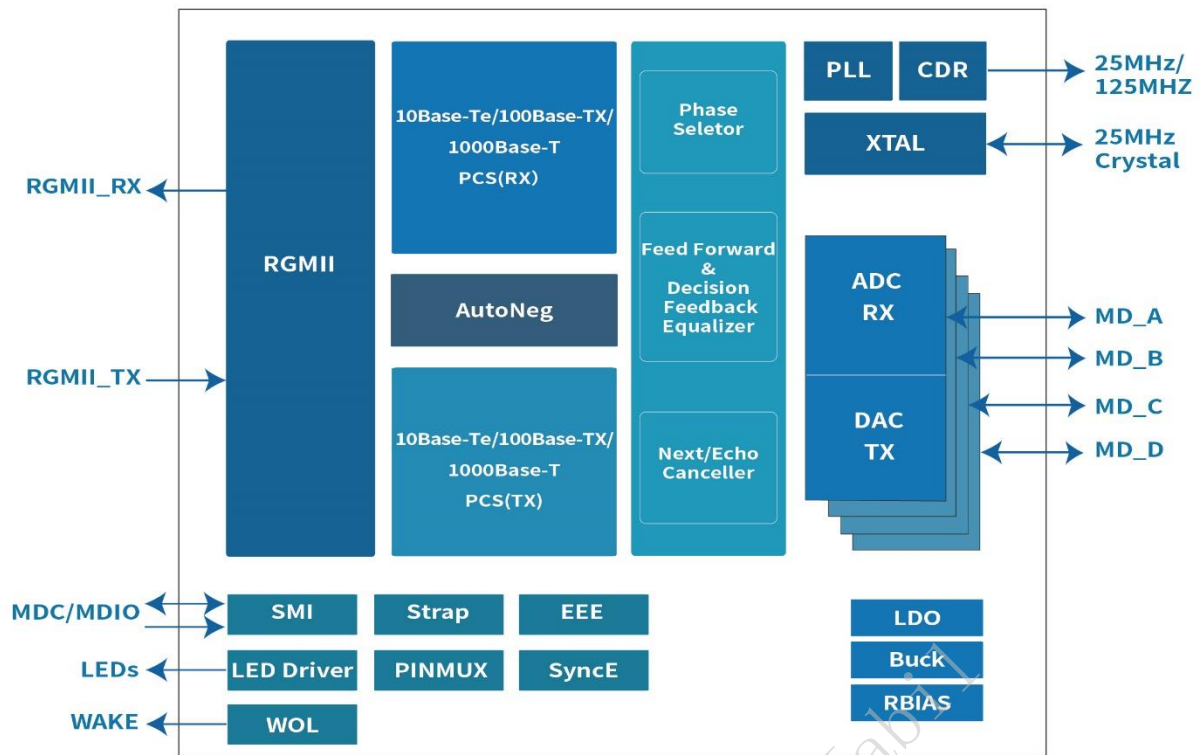 RGMII_RX
RGMII_TX
RGMII
10Base-Te/100Base-TX/
1000Base-T
PCS(RX)
AutoNeg
10Base-Te/100Base-TX/
1000Base-T
PCS(TX)
Phase
Seletor
Feed Forward
&
Decision
Feedback
Equalizer
Next/Echo
Canceller
PLL
CDR
25MHz/
125MHZ
XTAL
25MHz
Crystal
ADC
RX
DAC
TX
MD_A
MD_B
MD_C
MD_D
MDC/MDIO
SMI
Strap
EEE
LEDs
LED Driver
PINMUX
SyncE
WAKE
WOL
LDO
Buck
RBIAS